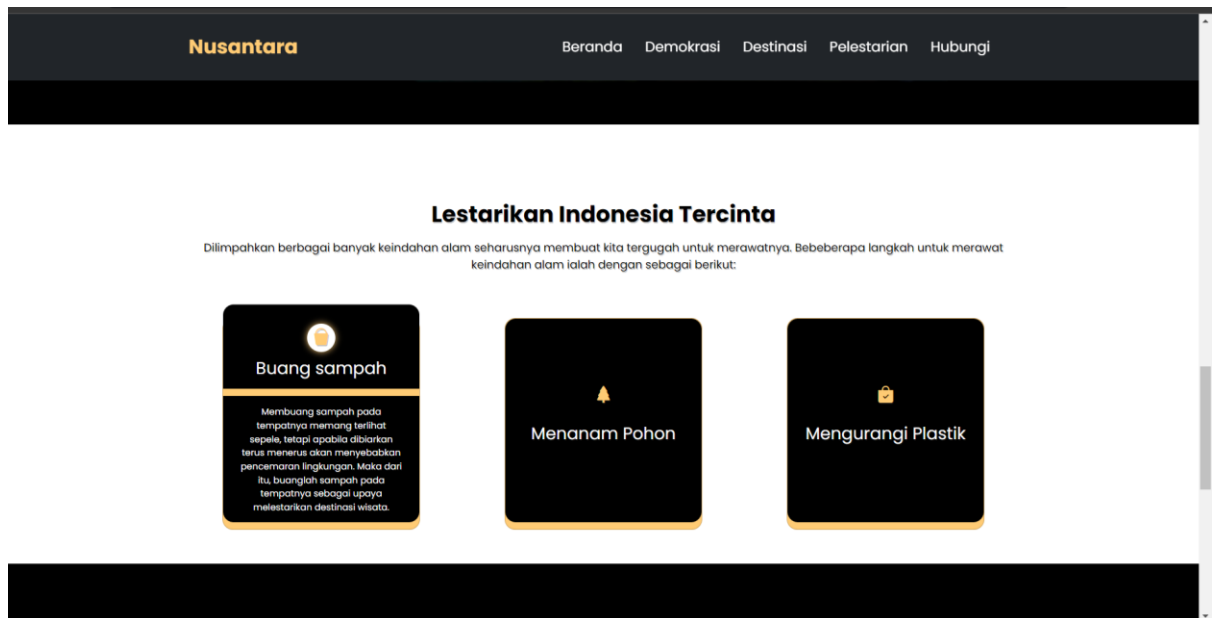 Nusantara
Beranda Demokrasi Destinasi Pelestarian Hubungi
Lestarikan Indonesia Tercinta
Dilimpahkan berbagai banyak keindahan alam seharusnya membuat kita tergugah untuk merawatnya. Bebeberapa langkah untuk merawat
keindahan alam ialah dengan sebagai berikut:
Buang sampah
Membuang sampah pada
tempatnya memang terlihat
sepele, tetapi apabila dibiarkan
terus menerus akan menyebabkan
pencemaran lingkungan. Maka dari
itu, buanglah sampah pada
tempatnya sebagai upaya
melestarikan destinasi wisata.
Menanam Pohon
Mengurangi Plastik